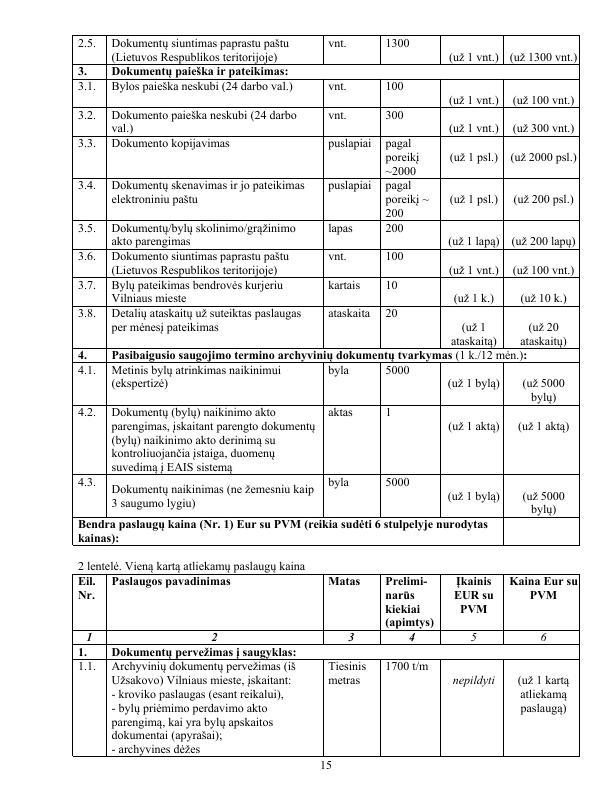 2.5. Dokumentų siuntimas paprastu paštu vnt. 1300
(Lietuvos Respublikos teritorijoje) (už 1 vnt.) (už 1300 vnt.)
3. Dokumentų paieška ir pateikimas:
3.1. Bylos paieška neskubi (24 darbo val.) vnt. 100
(už 1 vnt.) (už 100 vnt.)
3.2. Dokumento paieška neskubi (24 darbo vnt. 300
val.) (už 1 vnt.) (už 300 vnt.)
3.3. Dokumento kopijavimas puslapiai pagal
poreikį (už 1 psl.) (už 2000 psl.)
~2000
3.4. Dokumentų skenavimas ir jo pateikimas puslapiai pagal
elektroniniu paštu poreikį ~ (už 1 psl.) (už 200 psl.)
200
3.5. Dokumentų/bylų skolinimo/grąžinimo lapas 200
akto parengimas (už 1 lapą) (už 200 lapų)
3.6. Dokumento siuntimas paprastu paštu vnt. 100
(Lietuvos Respublikos teritorijoje) (už 1 vnt.) (už 100 vnt.)
3.7. Bylų pateikimas bendrovės kurjeriu kartais 10
Vilniaus mieste (už 1 k.) (už 10 k.)
3.8. Detalių ataskaitų už suteiktas paslaugas ataskaita 20
per mėnesį pateikimas (už 1 (už 20
ataskaitą) ataskaitų)
4. Pasibaigusio saugojimo termino archyvinių dokumentų tvarkymas (1 k./12 mėn.):
4.1. Metinis bylų atrinkimas naikinimui byla 5000
(ekspertizė) (už 1 bylą) (už 5000
bylų)
4.2. Dokumentų (bylų) naikinimo akto aktas 1
parengimas, įskaitant parengto dokumentų (už 1 aktą) (už 1 aktą)
(bylų) naikinimo akto derinimą su
kontroliuojančia įstaiga, duomenų
suvedimą į EAIS sistemą
4.3. byla 5000
Dokumentų naikinimas (ne žemesniu kaip (už 1 bylą) (už 5000
3 saugumo lygiu) bylų)
Bendra paslaugų kaina (Nr. 1) Eur su PVM (reikia sudėti 6 stulpelyje nurodytas
kainas):
2 lentelė. Vieną kartą atliekamų paslaugų kaina
Eil. Paslaugos pavadinimas Matas Prelimi- Įkainis Kaina Eur su
Nr. narūs EUR su PVM
kiekiai PVM
(apimtys)
1 2 3 4 5 6
1. Dokumentų pervežimas į saugyklas:
1.1. Archyvinių dokumentų pervežimas (iš Tiesinis 1700 t/m
Užsakovo) Vilniaus mieste, įskaitant: metras nepildyti (už 1 kartą
- kroviko paslaugas (esant reikalui), atliekamą
- bylų priėmimo perdavimo akto paslaugą)
parengimą, kai yra bylų apskaitos
dokumentai (apyrašai);
- archyvines dėžes
15